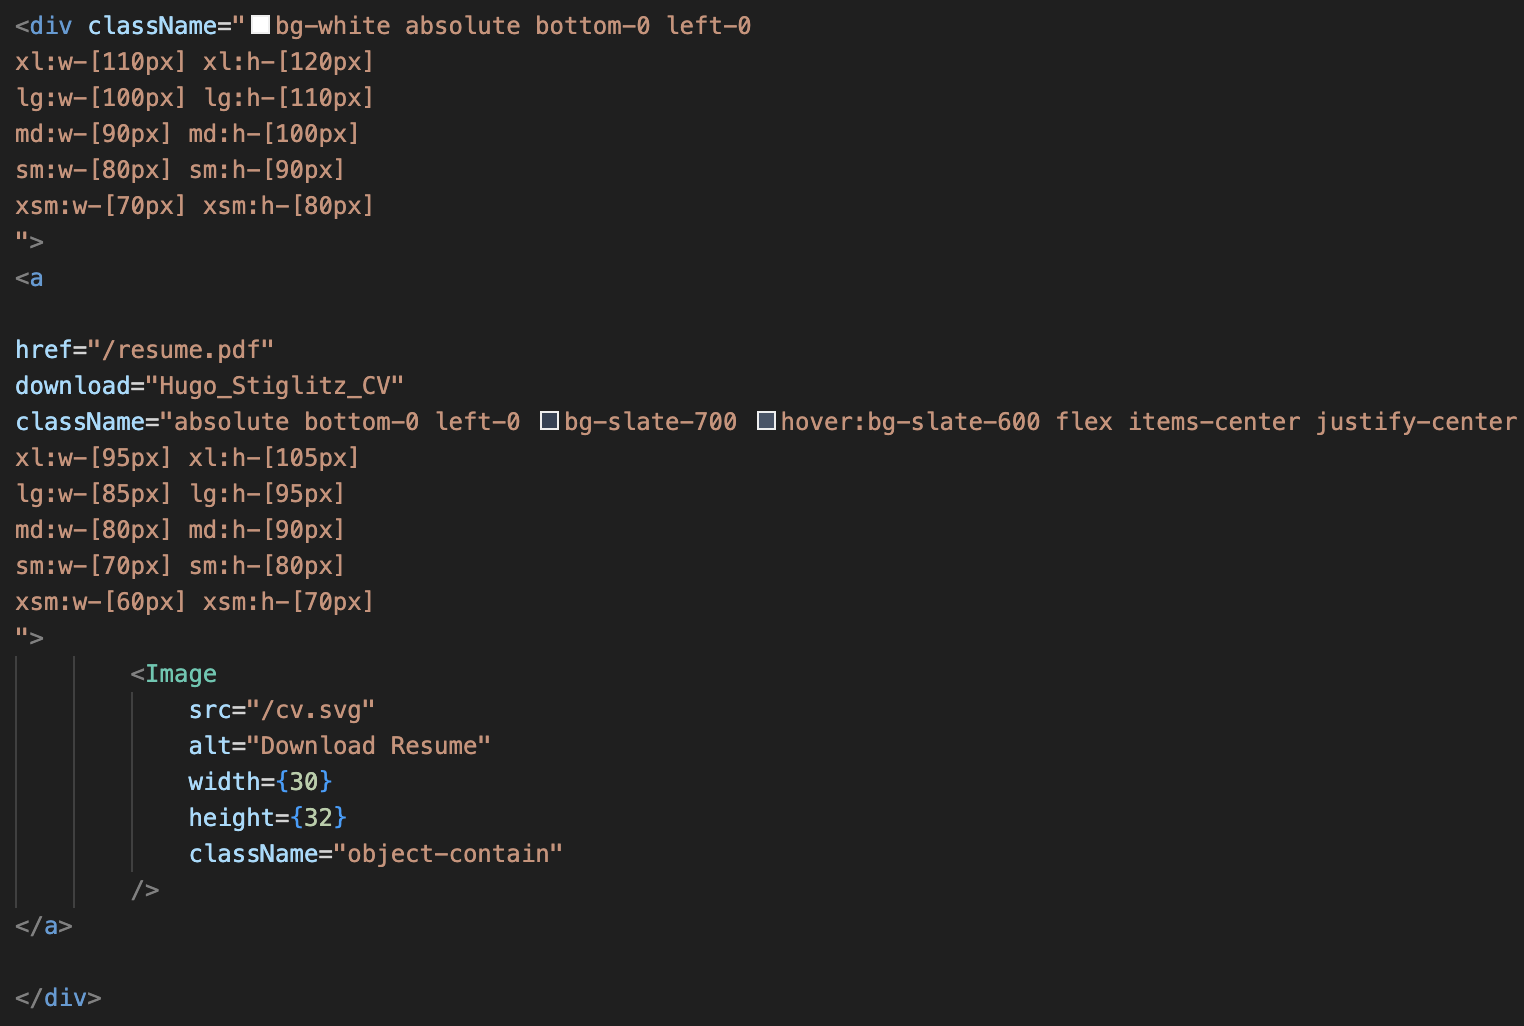 <div className="bg-white absolute bottom-0 left-0
xl:w-[110px] xl:h-[120px]
lg:w-[100px] lg:h-[110px]
md:w-[90px] md:h-[100px]
sm:w-[80px] sm:h-[90px]
xsm:w-[70px] xsm:h-[80px]
">
<a
href="/resume.pdf"
download="Hugo_Stiglitz_CV"
className="absolute bottom-0 left-0 bg-slate-700 hover:bg-slate-600 flex items-center justify-center
xl:w-[95px] xl:h-[105px]
lg:w-[85px] lg:h-[95px]
md:w-[80px] md:h-[90px]
sm:w-[70px] sm:h-[80px]
xsm:w-[60px] xsm:h-[70px]
">
<Image
src="/cv.svg"
alt="Download Resume"
width={30}
height={32}
className="object-contain"
/>
</a>
</div>